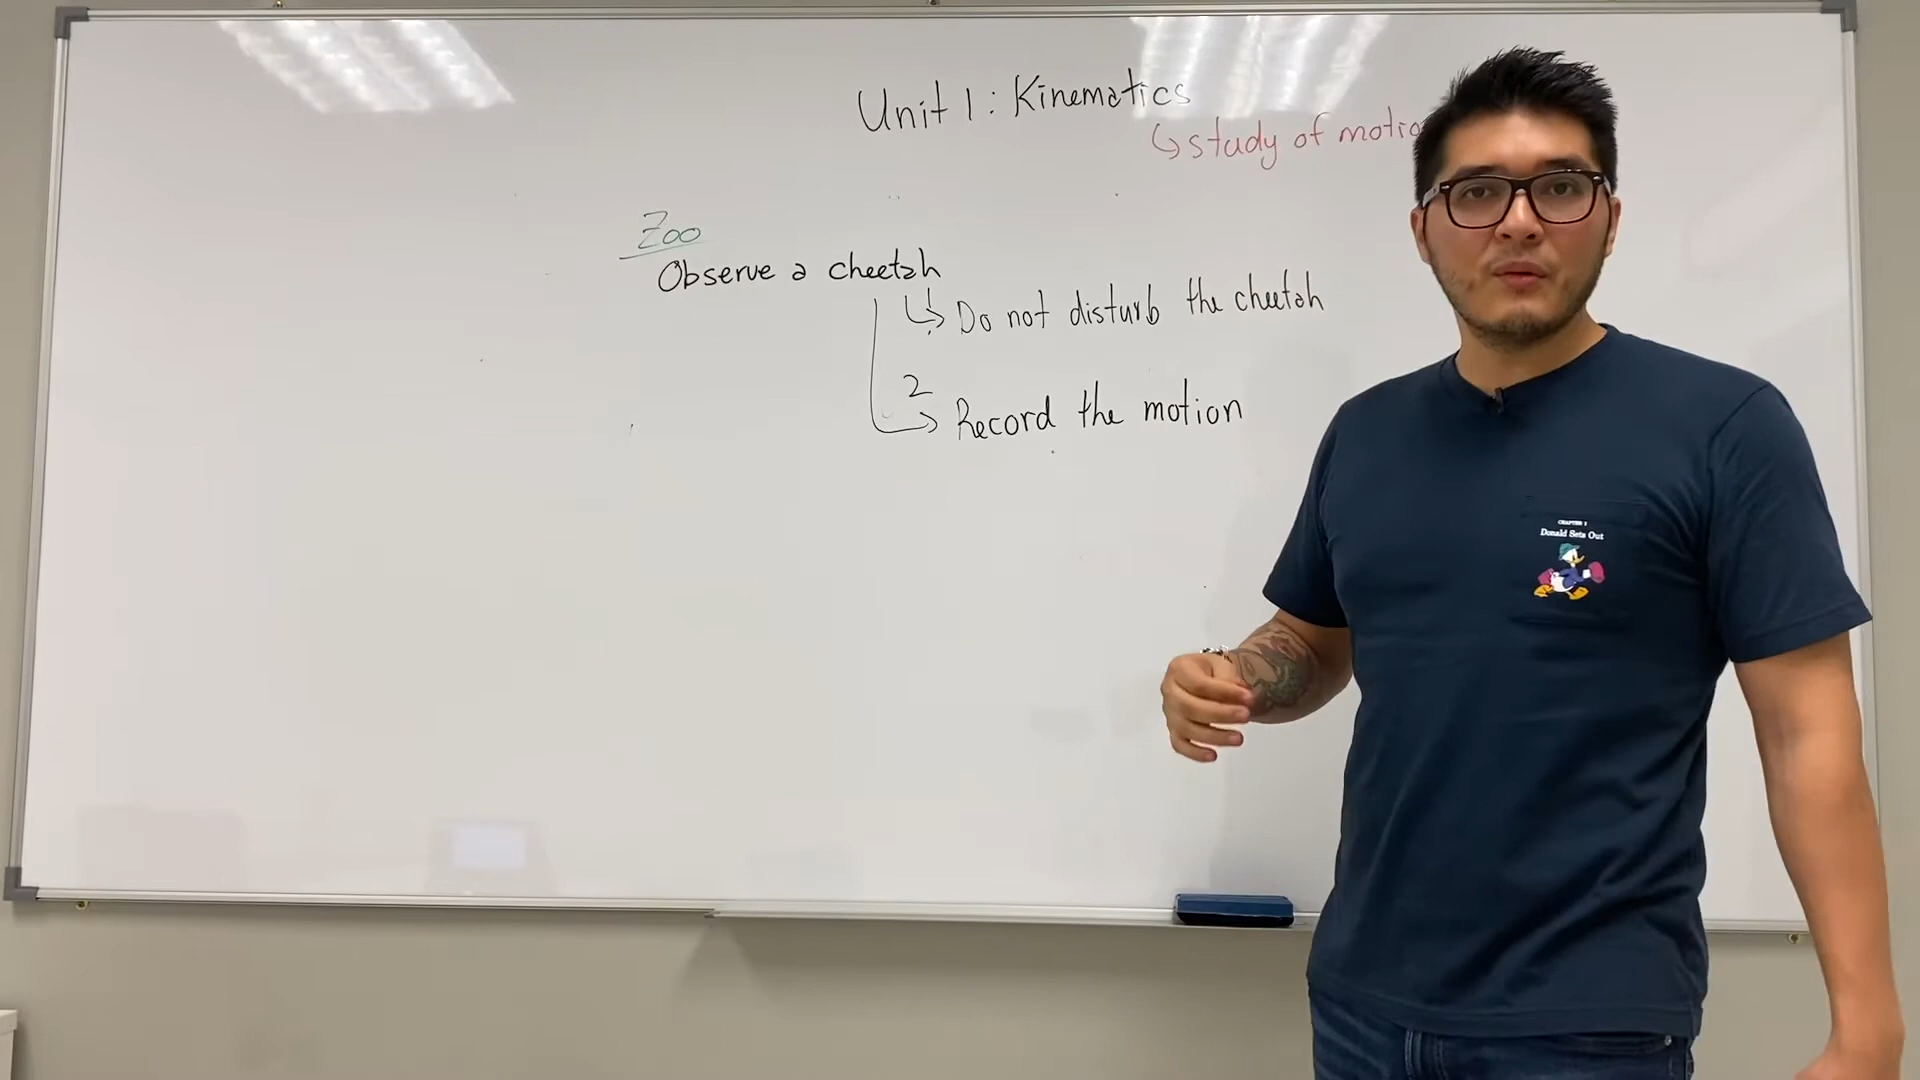 Unit 1: Kinematics
↳ study of motio
Zoo
Observe a cheetah
1
↳ Do not disturb the cheetah
2
Record the motion
CHAPTER 1
Donald Sets Out